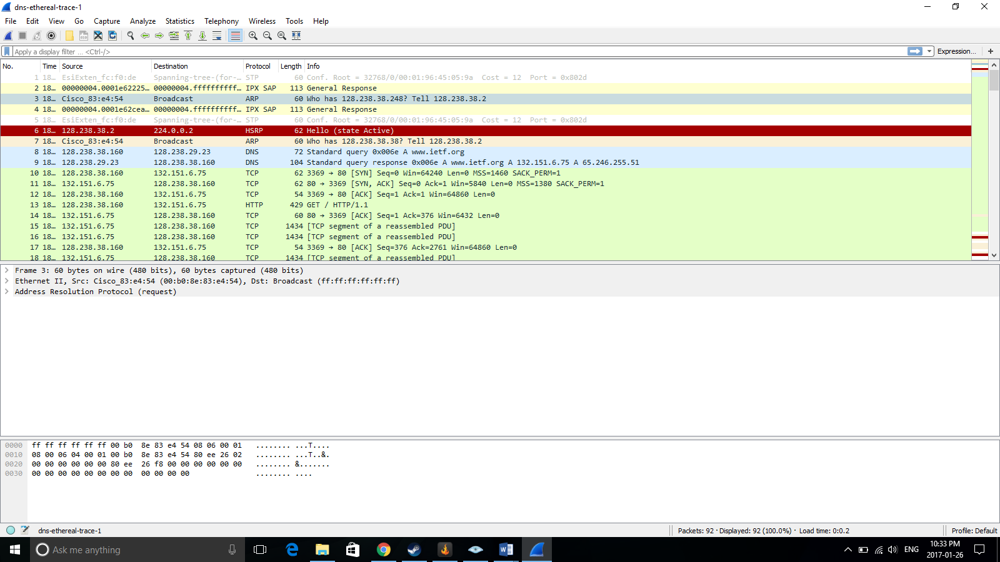 dns-ethereal-trace-1
File Edit View Go Capture Analyze Statistics Telephony Wireless Tools Help
Apply a display filter ... <Ctrl-/> Expression... +
No. Time Source Destination Protocol Length Info
1 18... EsiExten_fc:f0:de Spanning-tree-(for-... STP 60 Conf. Root = 32768/0/00:01:96:45:05:9a Cost = 12 Port = 0x802d
2 18... 00000004.0001e62225... 00000004.ffffffffff... IPX SAP 113 General Response
3 18... Cisco_83:e4:54 Broadcast ARP 60 Who has 128.238.38.248? Tell 128.238.38.2
4 18... 00000004.0001e62cea... 00000004.ffffffffff... IPX SAP 113 General Response
5 18... EsiExten_fc:f0:de Spanning-tree-(for-... STP 60 Conf. Root = 32768/0/00:01:96:45:05:9a Cost = 12 Port = 0x802d
6 18... 128.238.38.2 224.0.0.2 HSRP 62 Hello (state Active)
7 18... Cisco_83:e4:54 Broadcast ARP 60 Who has 128.238.38.38? Tell 128.238.38.2
8 18... 128.238.38.160 128.238.29.23 DNS 72 Standard query 0x006e A www.ietf.org
9 18... 128.238.29.23 128.238.38.160 DNS 104 Standard query response 0x006e A www.ietf.org A 132.151.6.75 A 65.246.255.51
10 18... 128.238.38.160 132.151.6.75 TCP 62 3369 → 80 [SYN] Seq=0 Win=64240 Len=0 MSS=1460 SACK_PERM=1
11 18... 132.151.6.75 128.238.38.160 TCP 62 80 → 3369 [SYN, ACK] Seq=0 Ack=1 Win=5840 Len=0 MSS=1380 SACK_PERM=1
12 18... 128.238.38.160 132.151.6.75 TCP 54 3369 → 80 [ACK] Seq=1 Ack=1 Win=64860 Len=0
13 18... 128.238.38.160 132.151.6.75 HTTP 429 GET / HTTP/1.1
14 18... 132.151.6.75 128.238.38.160 TCP 60 80 → 3369 [ACK] Seq=1 Ack=376 Win=6432 Len=0
15 18... 132.151.6.75 128.238.38.160 TCP 1434 [TCP segment of a reassembled PDU]
16 18... 132.151.6.75 128.238.38.160 TCP 1434 [TCP segment of a reassembled PDU]
17 18... 128.238.38.160 132.151.6.75 TCP 54 3369 → 80 [ACK] Seq=376 Ack=2761 Win=64860 Len=0
18 18... 132.151.6.75 128.238.38.160 TCP 1434 [TCP segment of a reassembled PDU]
Frame 3: 60 bytes on wire (480 bits), 60 bytes captured (480 bits)
Ethernet II, Src: Cisco_83:e4:54 (00:b0:8e:83:e4:54), Dst: Broadcast (ff:ff:ff:ff:ff:ff)
Address Resolution Protocol (request)
0000 ff ff ff ff ff ff 00 b0 8e 83 e4 54 08 06 00 01 ........ ...T....
0010 08 00 06 04 00 01 00 b0 8e 83 e4 54 80 ee 26 02 ........ ...T..&.
0020 00 00 00 00 00 00 80 ee 26 f8 00 00 00 00 00 00 ........ &.......
0030 00 00 00 00 00 00 00 00 00 00 00 00 ........ ....
dns-ethereal-trace-1 Packets: 92 · Displayed: 92 (100.0%) · Load time: 0:0.2 Profile: Default
Ask me anything
ENG
10:33 PM
2017-01-26